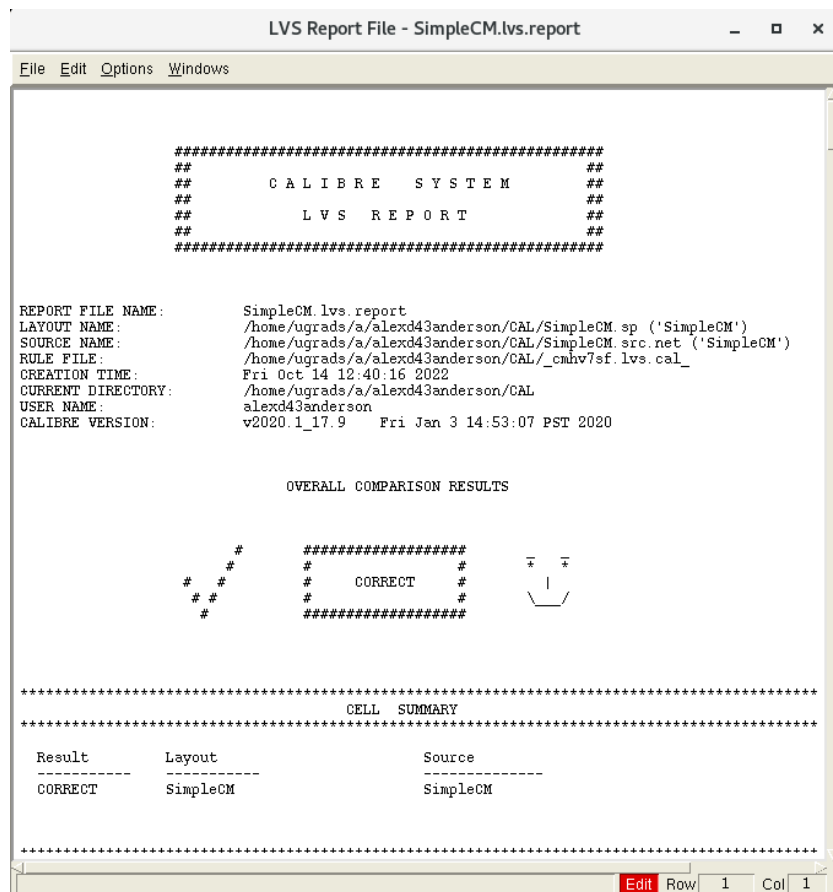 LVS Report File - SimpleCM.lvs.report
File Edit Options Windows
##################################################
## ##
## C A L I B R E   S Y S T E M ##
## ##
## L V S   R E P O R T ##
## ##
##################################################
REPORT FILE NAME: SimpleCM.lvs.report
LAYOUT NAME: /home/ugrads/a/alexd43anderson/CAL/SimpleCM.sp ('SimpleCM')
SOURCE NAME: /home/ugrads/a/alexd43anderson/CAL/SimpleCM.src.net ('SimpleCM')
RULE FILE: /home/ugrads/a/alexd43anderson/CAL/_cmhv7sf.lvs.cal_
CREATION TIME: Fri Oct 14 12:40:16 2022
CURRENT DIRECTORY: /home/ugrads/a/alexd43anderson/CAL
USER NAME: alexd43anderson
CALIBRE VERSION: v2020.1_17.9 Fri Jan 3 14:53:07 PST 2020
OVERALL COMPARISON RESULTS
# ################### _ _
# # # * *
# # # CORRECT # |
# # # # \___/
# ###################
*********************************************************************************************
CELL SUMMARY
*********************************************************************************************
Result Layout Source
----------- ----------- --------------
CORRECT SimpleCM SimpleCM
+++++++++++++++++++++++++++++++++++++++++++++++++++++++++++++++++++++++++++++++++++++++++++++
Edit Row 1 Col 1